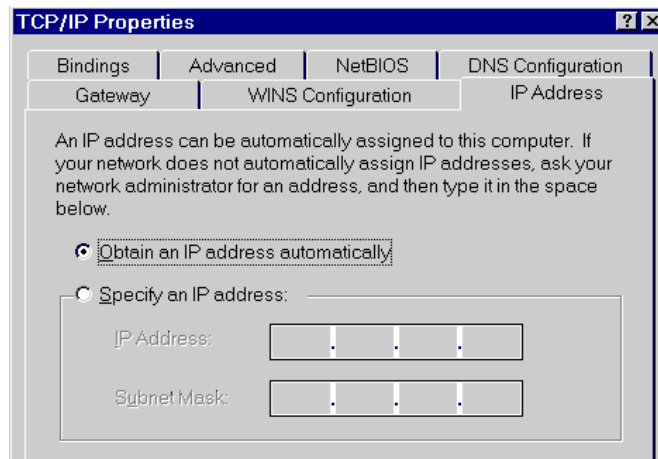 TCP/IP Properties
Bindings Advanced NetBIOS DNS Configuration
Gateway WINS Configuration IP Address
An IP address can be automatically assigned to this computer. If
your network does not automatically assign IP addresses, ask your
network administrator for an address, and then type it in the space
below.
Obtain an IP address automatically
Specify an IP address:
IP Address:
Subnet Mask: